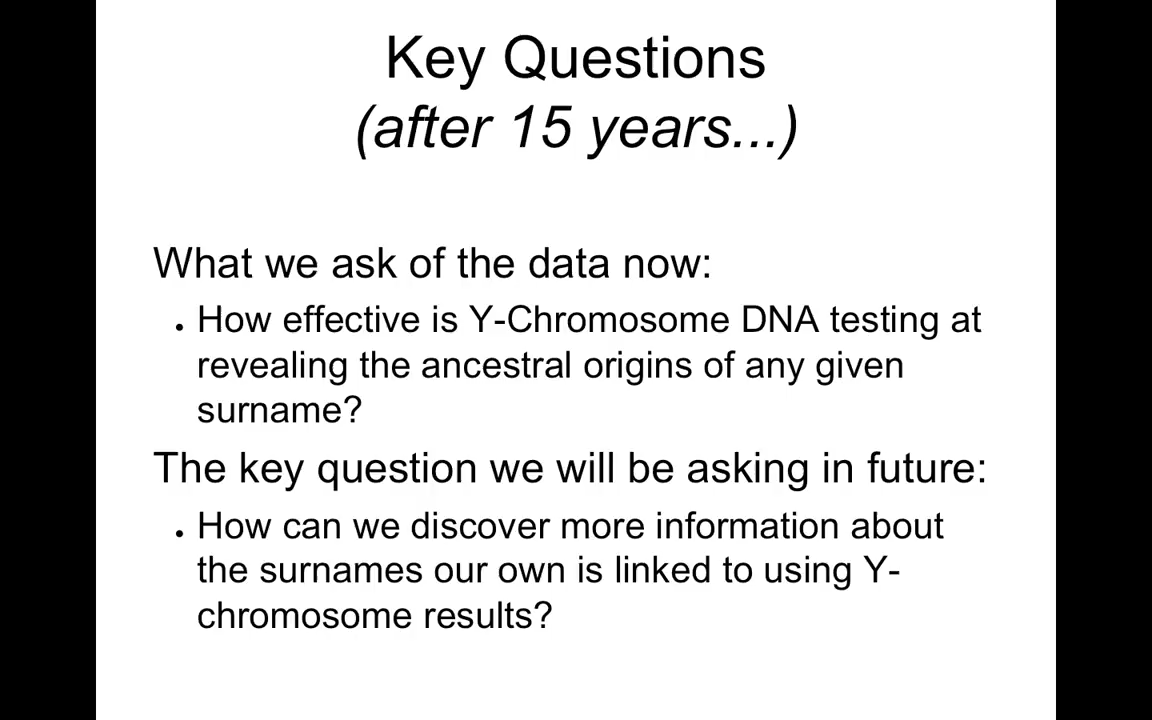 Key Questions
(after 15 years...)
What we ask of the data now:
• How effective is Y-Chromosome DNA testing at
revealing the ancestral origins of any given
surname?
The key question we will be asking in future:
• How can we discover more information about
the surnames our own is linked to using Y-
chromosome results?